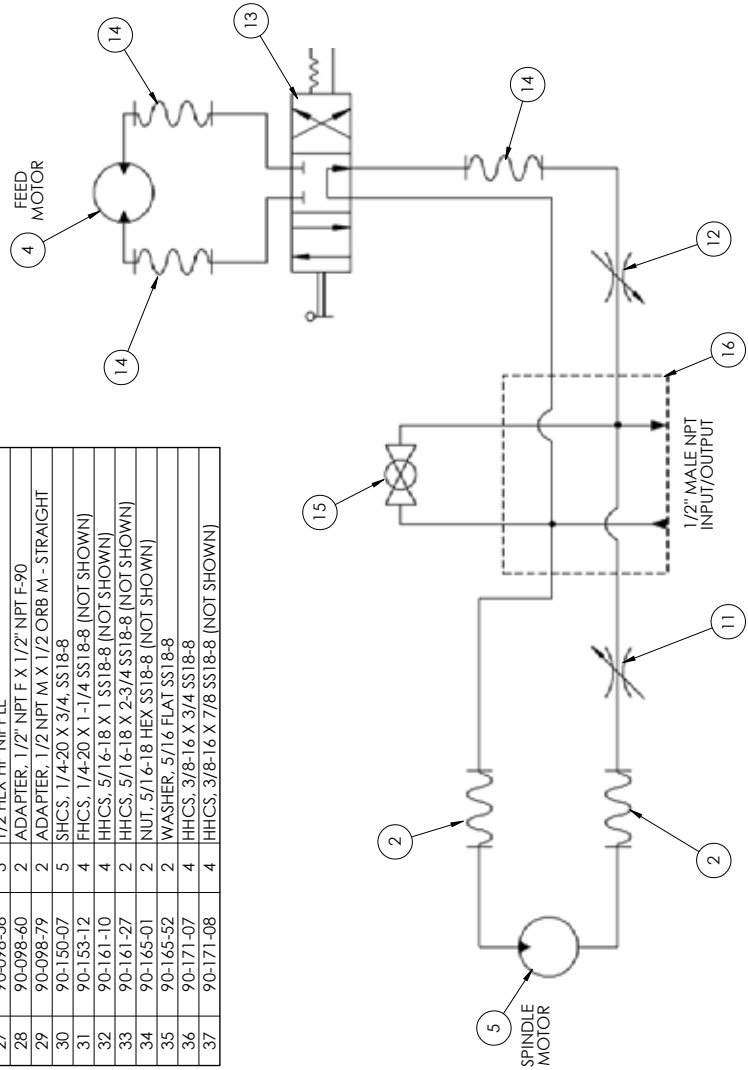 27 3 1/2 HEX HP NIPPLE
28 90-098-60 2 ADAPTER, 1/2" NPT F X 1/2" NPT F-90
29 90-098-79 2 ADAPTER, 1/2 NPT M X 1/2 ORB M - STRAIGHT
30 90-150-07 5 SHCS, 1/4-20 X 3/4, SS18-8
31 90-153-12 4 FHCS, 1/4-20 X 1-1/4 SS18-8 (NOT SHOWN)
32 90-161-10 4 HHCS, 5/16-18 X 1 SS18-8 (NOT SHOWN)
33 90-161-27 2 HHCS, 5/16-18 X 2-3/4 SS18-8 (NOT SHOWN)
34 90-165-01 2 NUT, 5/16-18 HEX SS18-8 (NOT SHOWN)
35 90-165-52 2 WASHER, 5/16 FLAT SS18-8
36 90-171-07 4 HHCS, 3/8-16 X 3/4 SS18-8
37 90-171-08 4 HHCS, 3/8-16 X 7/8 SS18-8 (NOT SHOWN)
4
FEED
MOTOR
14
14
13
14
12
16
15
1/2" MALE NPT
INPUT/OUTPUT
11
2
2
5
SPINDLE
MOTOR